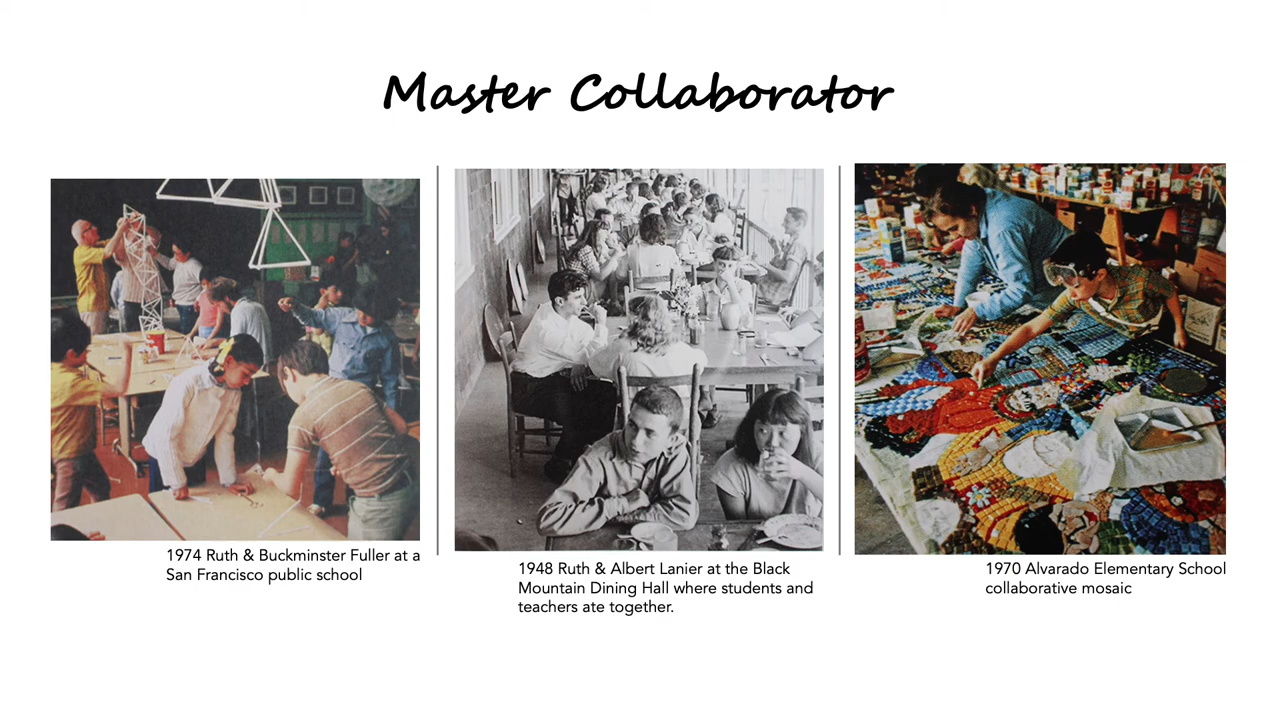 Master Collaborator
1974 Ruth & Buckminster Fuller at a
San Francisco public school
1948 Ruth & Albert Lanier at the Black
Mountain Dining Hall where students and
teachers ate together.
1970 Alvarado Elementary School
collaborative mosaic